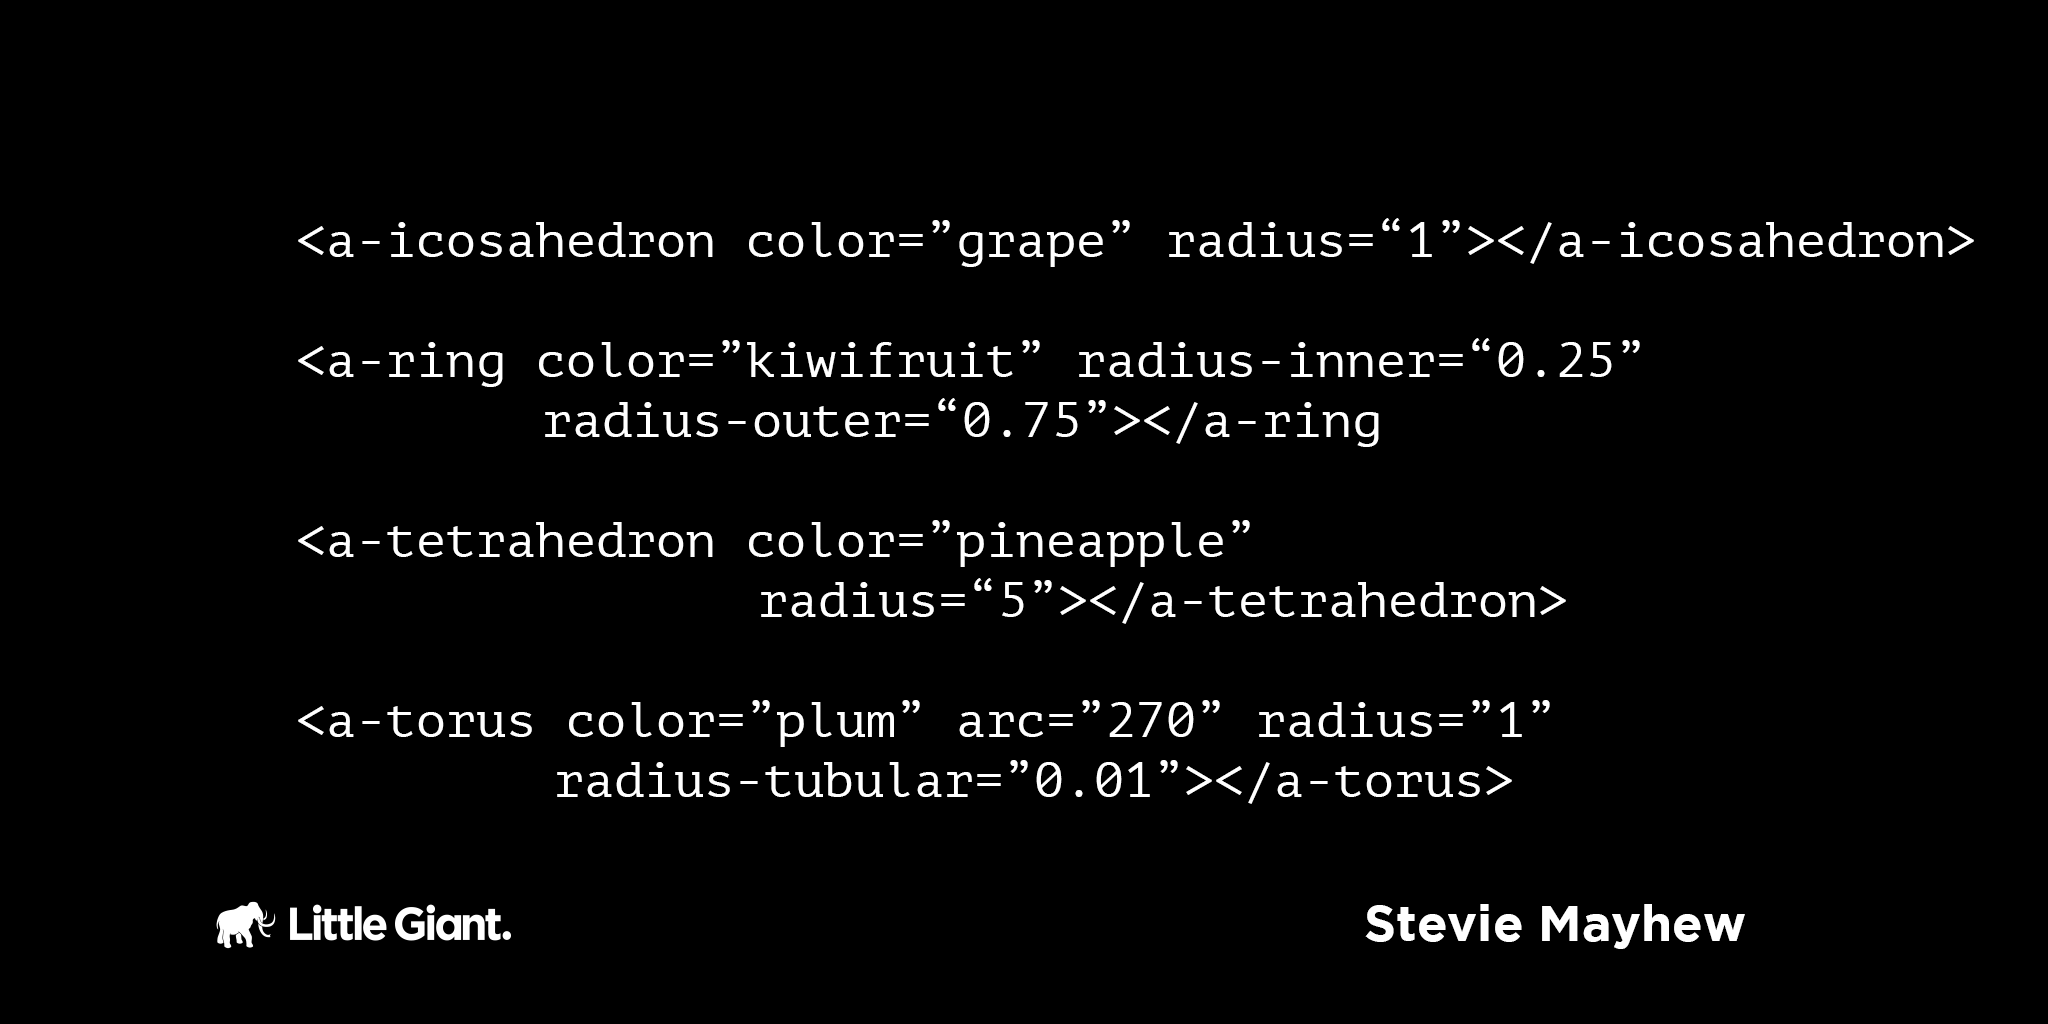 <a-icosahedron color=”grape” radius=“1”></a-icosahedron>
<a-ring color=”kiwifruit” radius-inner=“0.25”
radius-outer=“0.75”></a-ring
<a-tetrahedron color=”pineapple”
radius=“5”></a-tetrahedron>
<a-torus color=”plum” arc=”270” radius=”1”
radius-tubular=”0.01”></a-torus>
Little Giant.
Stevie Mayhew